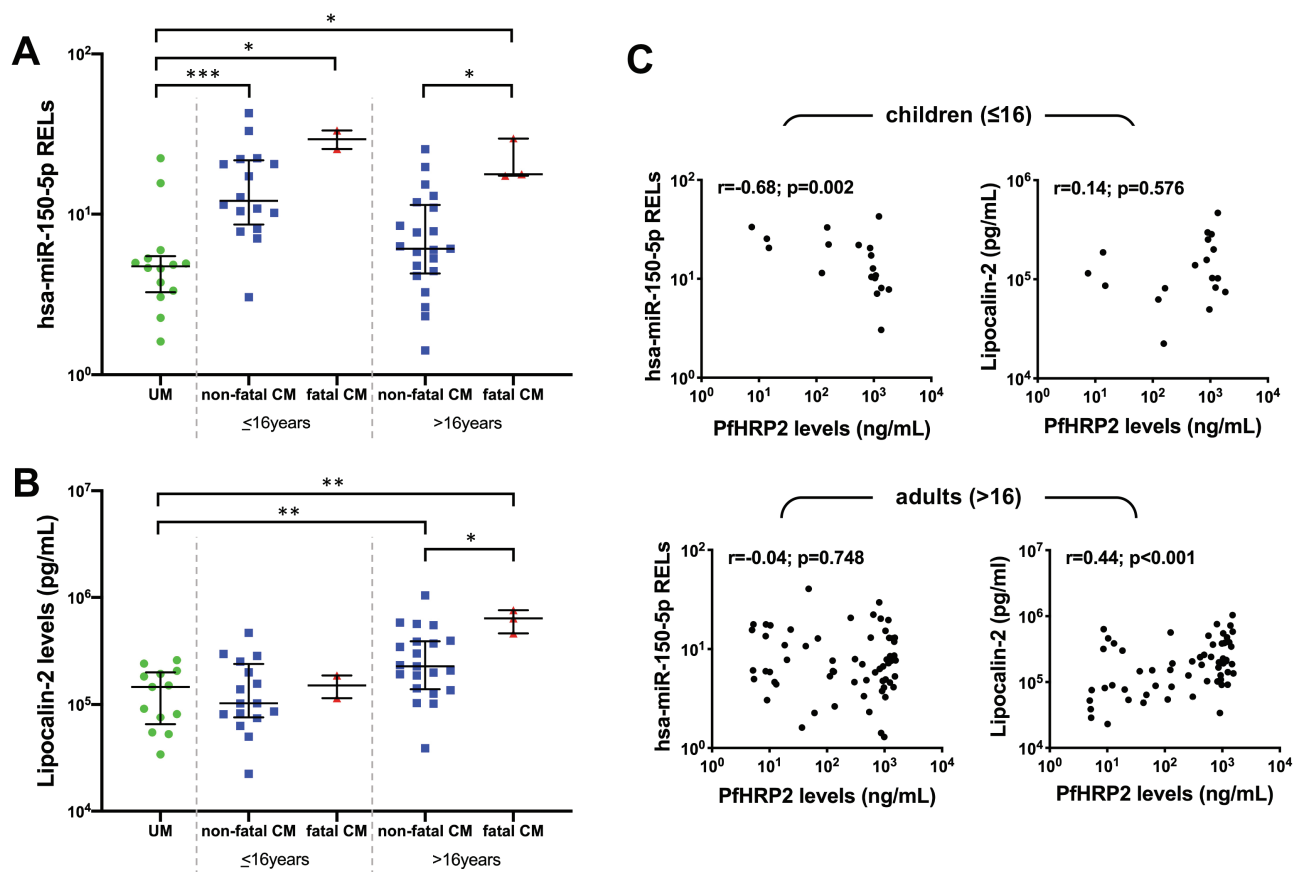 A
hsa-miR-150-5p RELs
10²
10¹
10⁰
*
*
***
*
UM
non-fatal CM
fatal CM
non-fatal CM
fatal CM
≤16years
>16years
B
Lipocalin-2 levels (pg/mL)
10⁷
10⁶
10⁵
10⁴
**
**
*
UM
non-fatal CM
fatal CM
non-fatal CM
fatal CM
≤16years
>16years
C
children (≤16)
hsa-miR-150-5p RELs
10²
10¹
10⁰
r=-0.68; p=0.002
10⁰
10¹
10²
10³
10⁴
PfHRP2 levels (ng/mL)
Lipocalin-2 (pg/mL)
10⁶
10⁵
10⁴
r=0.14; p=0.576
10⁰
10¹
10²
10³
10⁴
PfHRP2 levels (ng/mL)
adults (>16)
hsa-miR-150-5p RELs
10²
10¹
10⁰
r=-0.04; p=0.748
10⁰
10¹
10²
10³
10⁴
PfHRP2 levels (ng/mL)
Lipocalin-2 (pg/ml)
10⁷
10⁶
10⁵
10⁴
r=0.44; p<0.001
10⁰
10¹
10²
10³
10⁴
PfHRP2 levels (ng/mL)